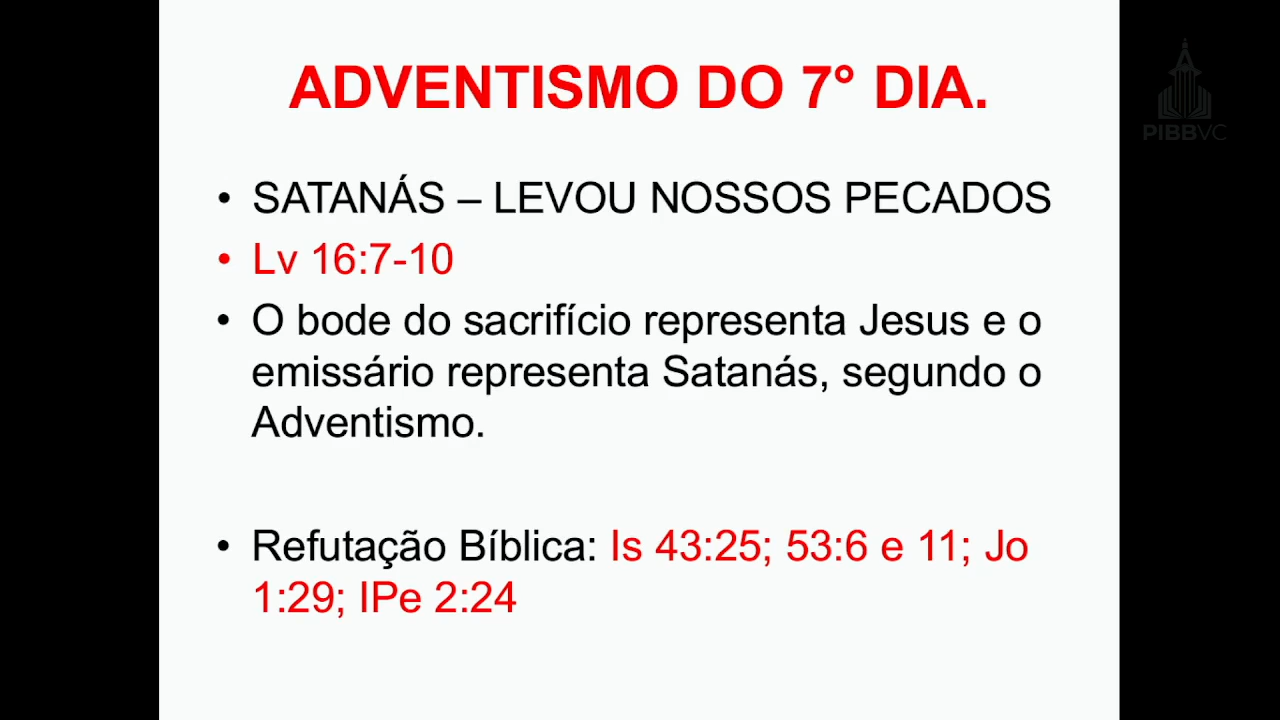 ADVENTISMO DO 7° DIA.
PIBBVC
• SATANÁS – LEVOU NOSSOS PECADOS
• Lv 16:7-10
• O bode do sacrifício representa Jesus e o
emissário representa Satanás, segundo o
Adventismo.
• Refutação Bíblica: Is 43:25; 53:6 e 11; Jo
1:29; IPe 2:24